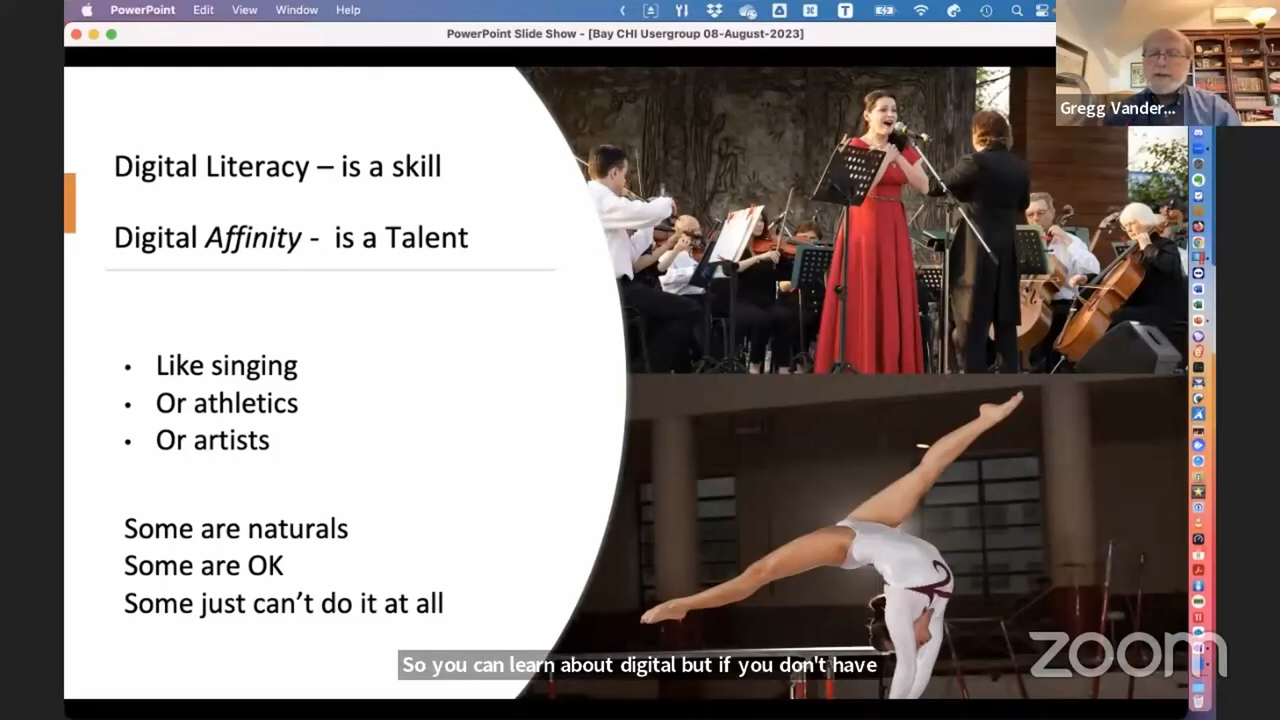 PowerPoint Edit View Window Help
PowerPoint Slide Show - [Bay CHI Usergroup 08-August-2023]
Gregg Vander...
Digital Literacy – is a skill
Digital Affinity - is a Talent
• Like singing
• Or athletics
• Or artists
Some are naturals
Some are OK
Some just can't do it at all
So you can learn about digital but if you don't have
zoom